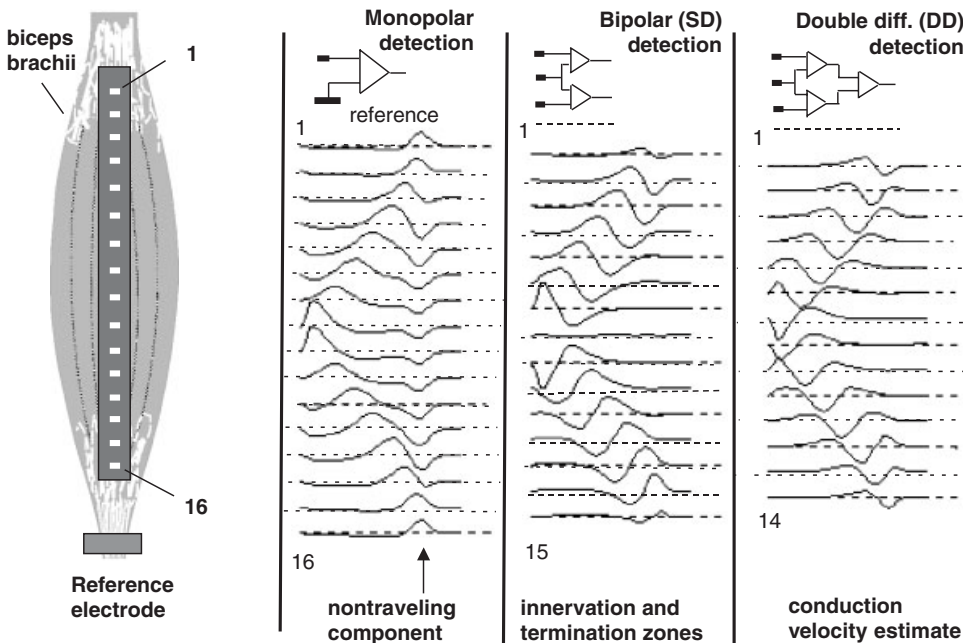 biceps
brachii
1
16
Reference
electrode
Monopolar
detection
reference
1
16
nontraveling
component
Bipolar (SD)
detection
1
15
innervation and
termination zones
Double diff. (DD)
detection
1
14
conduction
velocity estimate